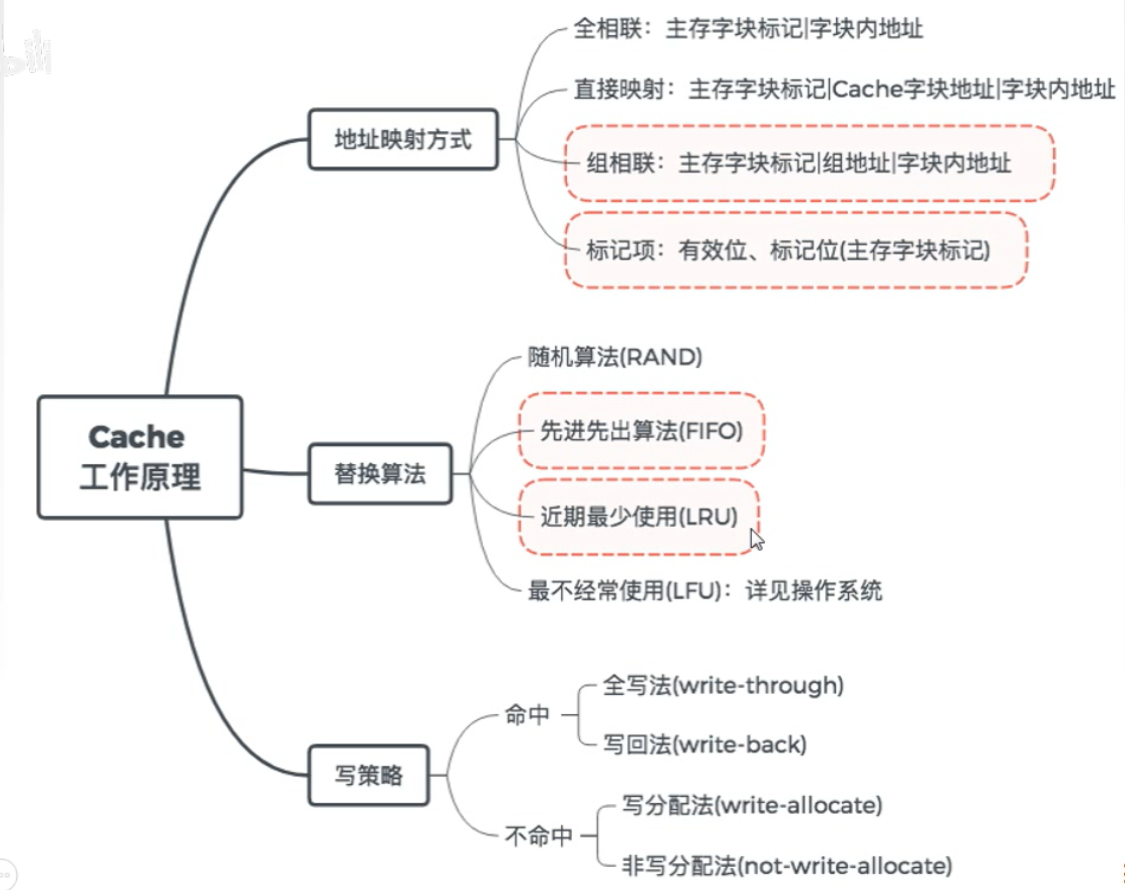 全相联：主存字块标记|字块内地址
直接映射：主存字块标记|Cache字块地址|字块内地址
地址映射方式
组相联：主存字块标记|组地址|字块内地址
标记项：有效位、标记位(主存字块标记)
随机算法(RAND)
先进先出算法(FIFO)
Cache
工作原理
替换算法
近期最少使用(LRU)
最不经常使用(LFU)：详见操作系统
全写法(write-through)
命中
写回法(write-back)
写策略
写分配法(write-allocate)
不命中
非写分配法(not-write-allocate)